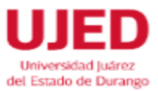 UJED
Universidad Juárez
del Estado de Durango